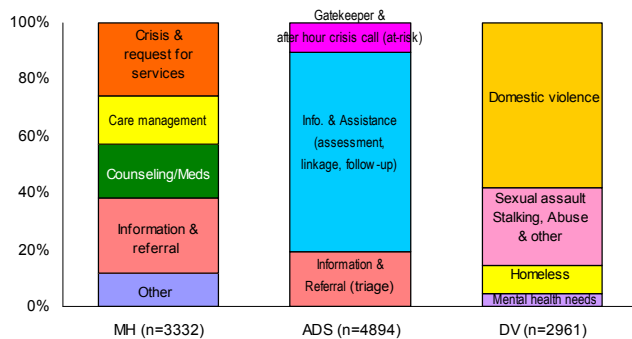 Gatekeeper &
after hour crisis call (at-risk)
100%
80%
60%
40%
20%
0%
Crisis &
request for
services
Care management
Counseling/Meds
Information &
referral
Other
Info. & Assistance
(assessment,
linkage, follow-up)
Information &
Referral (triage)
Domestic violence
Sexual assault
Stalking, Abuse
& other
Homeless
Mental health needs
MH (n=3332)
ADS (n=4894)
DV (n=2961)